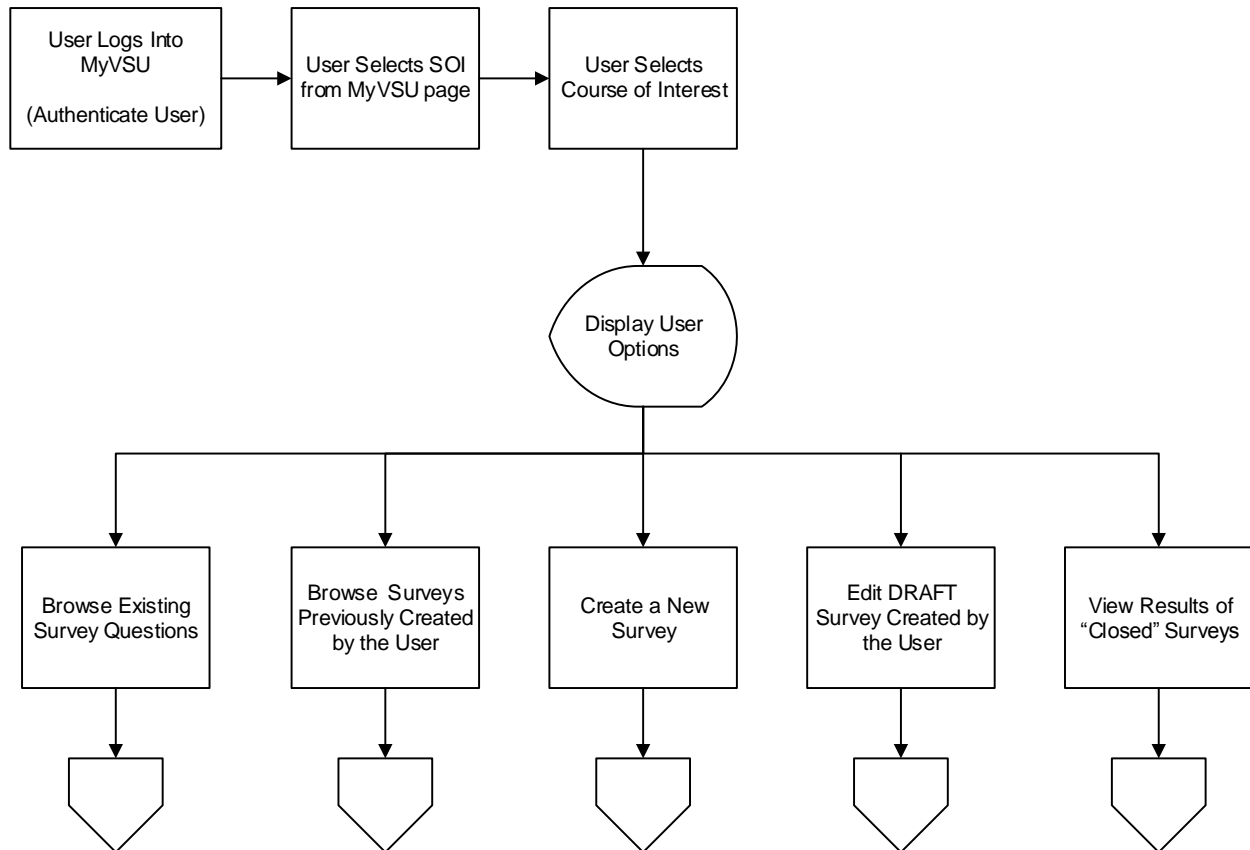 User Logs Into
MyVSU
(Authenticate User)
User Selects SOI
from MyVSU page
User Selects
Course of Interest
Display User
Options
Browse Existing
Survey Questions
Browse Surveys
Previously Created
by the User
Create a New
Survey
Edit DRAFT
Survey Created by
the User
View Results of
“Closed” Surveys